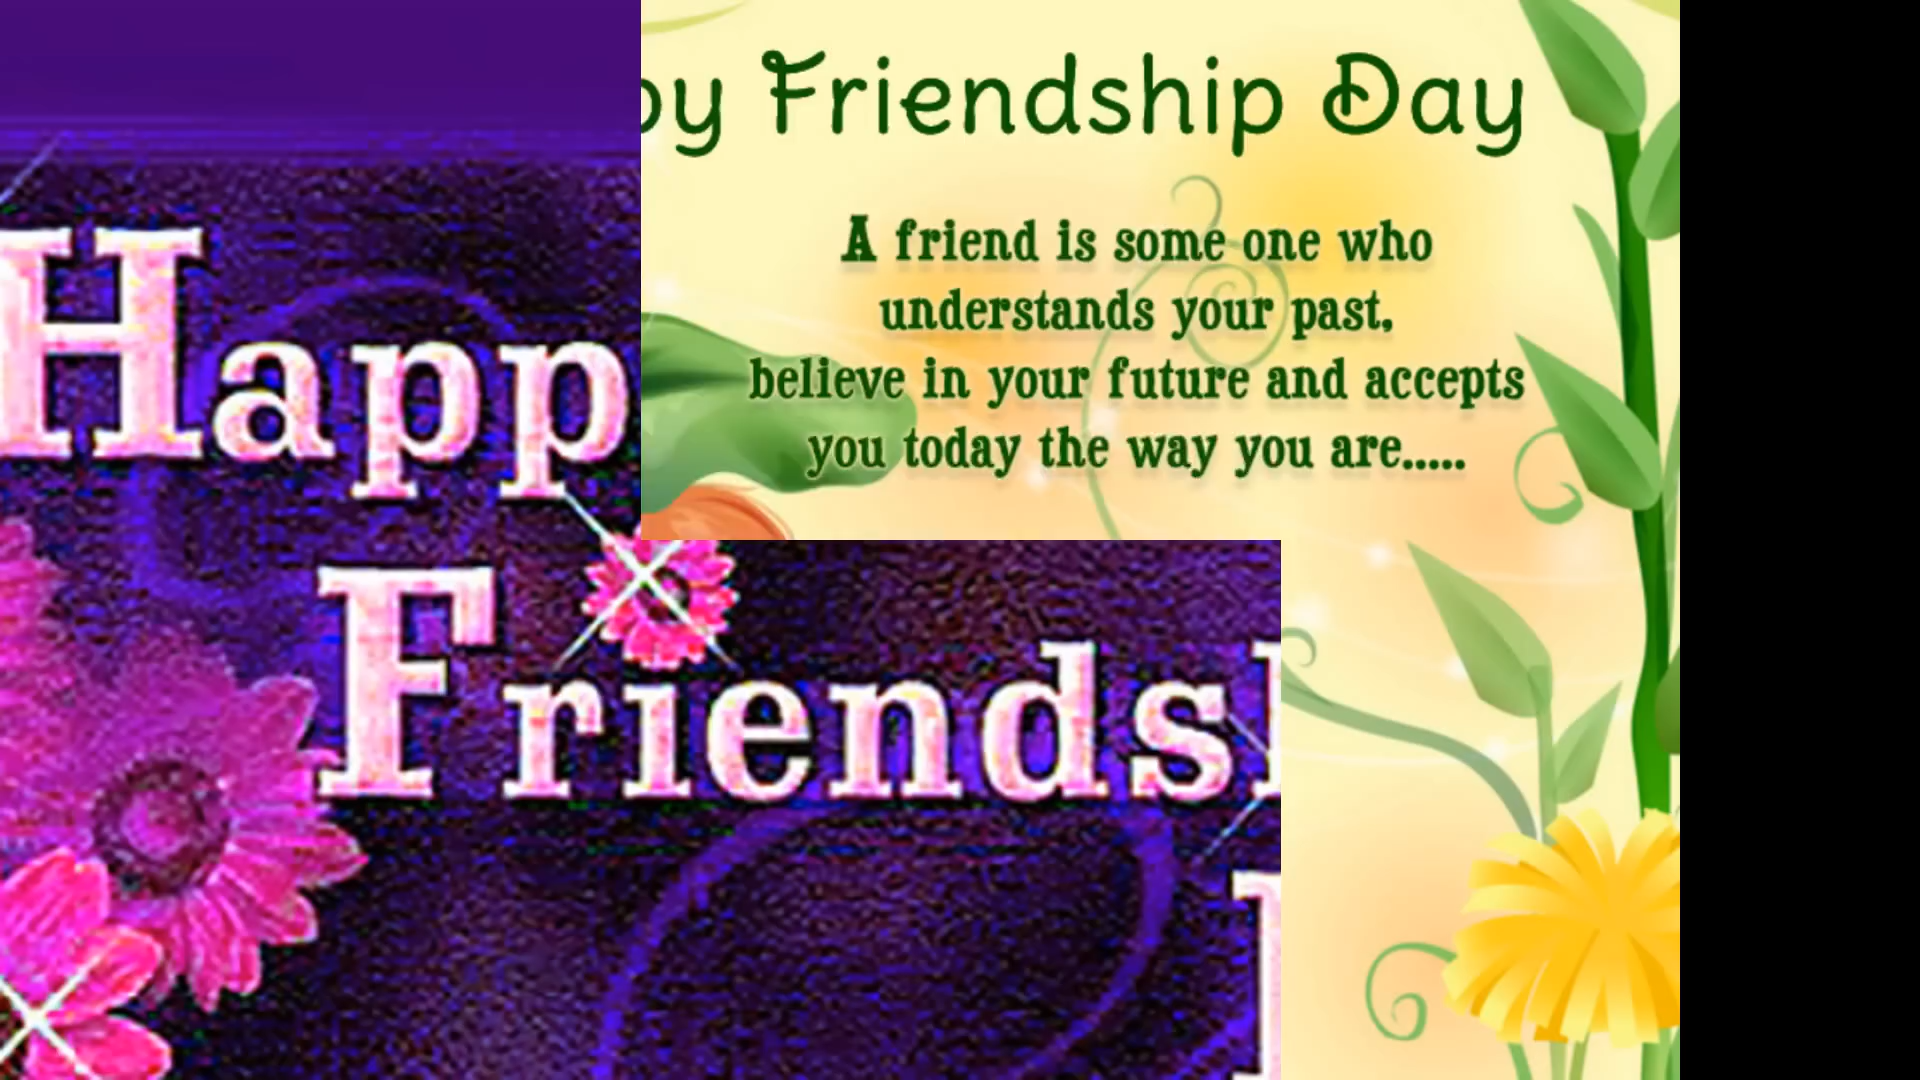 Happ
Friends
py Friendship Day
A friend is some one who
understands your past,
believe in your future and accepts
you today the way you are.....